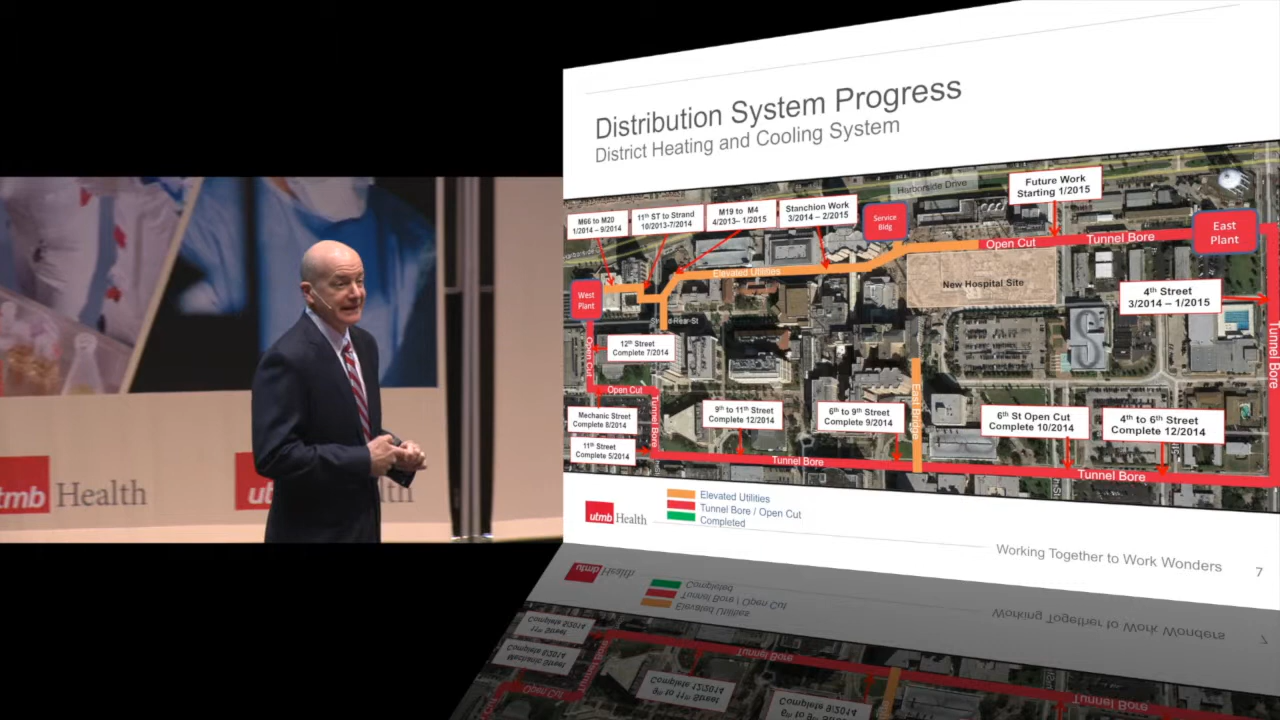 Distribution System Progress
District Heating and Cooling System
Harborside Drive
Future Work
Starting 1/2015
M66 to M20
1/2014 – 9/2014
11th ST to Strand
10/2013-7/2014
M19 to M4
4/2013– 1/2015
Stanchion Work
3/2014 – 2/2015
Service
Bldg
East
Plant
Open Cut
Tunnel Bore
Elevated Utilities
New Hospital Site
4th Street
3/2014 – 1/2015
West
Plant
12th Street
Complete 7/2014
Open Cut
Open Cut
Tunnel Bore
Tunnel Bore
East Bridge
Mechanic Street
Complete 8/2014
9th to 11th Street
Complete 12/2014
6th to 9th Street
Complete 9/2014
6th St Open Cut
Complete 10/2014
4th to 6th Street
Complete 12/2014
11th Street
Complete 5/2014
Tunnel Bore
Tunnel Bore
Elevated Utilities
Tunnel Bore / Open Cut
Completed
utmb Health
Working Together to Work Wonders
7
utmb Health
ut